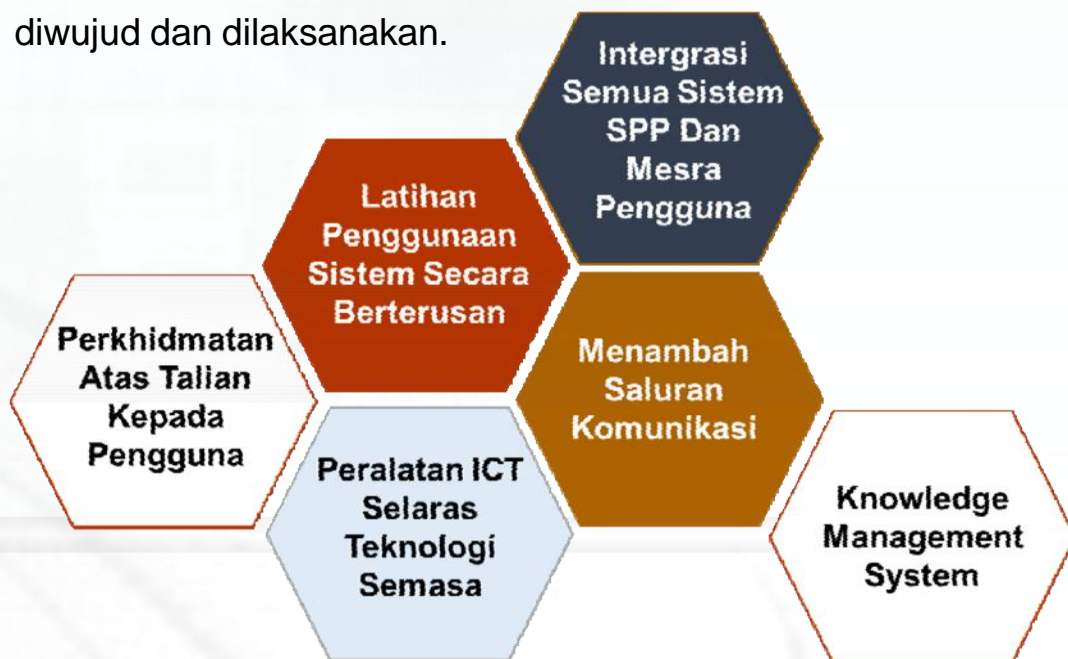 diwujud dan dilaksanakan.
Intergrasi
Semua Sistem
SPP Dan
Mesra
Pengguna
Latihan
Penggunaan
Sistem Secara
Berterusan
Perkhidmatan
Atas Talian
Kepada
Pengguna
Menambah
Saluran
Komunikasi
Peralatan ICT
Selaras
Teknologi
Semasa
Knowledge
Management
System